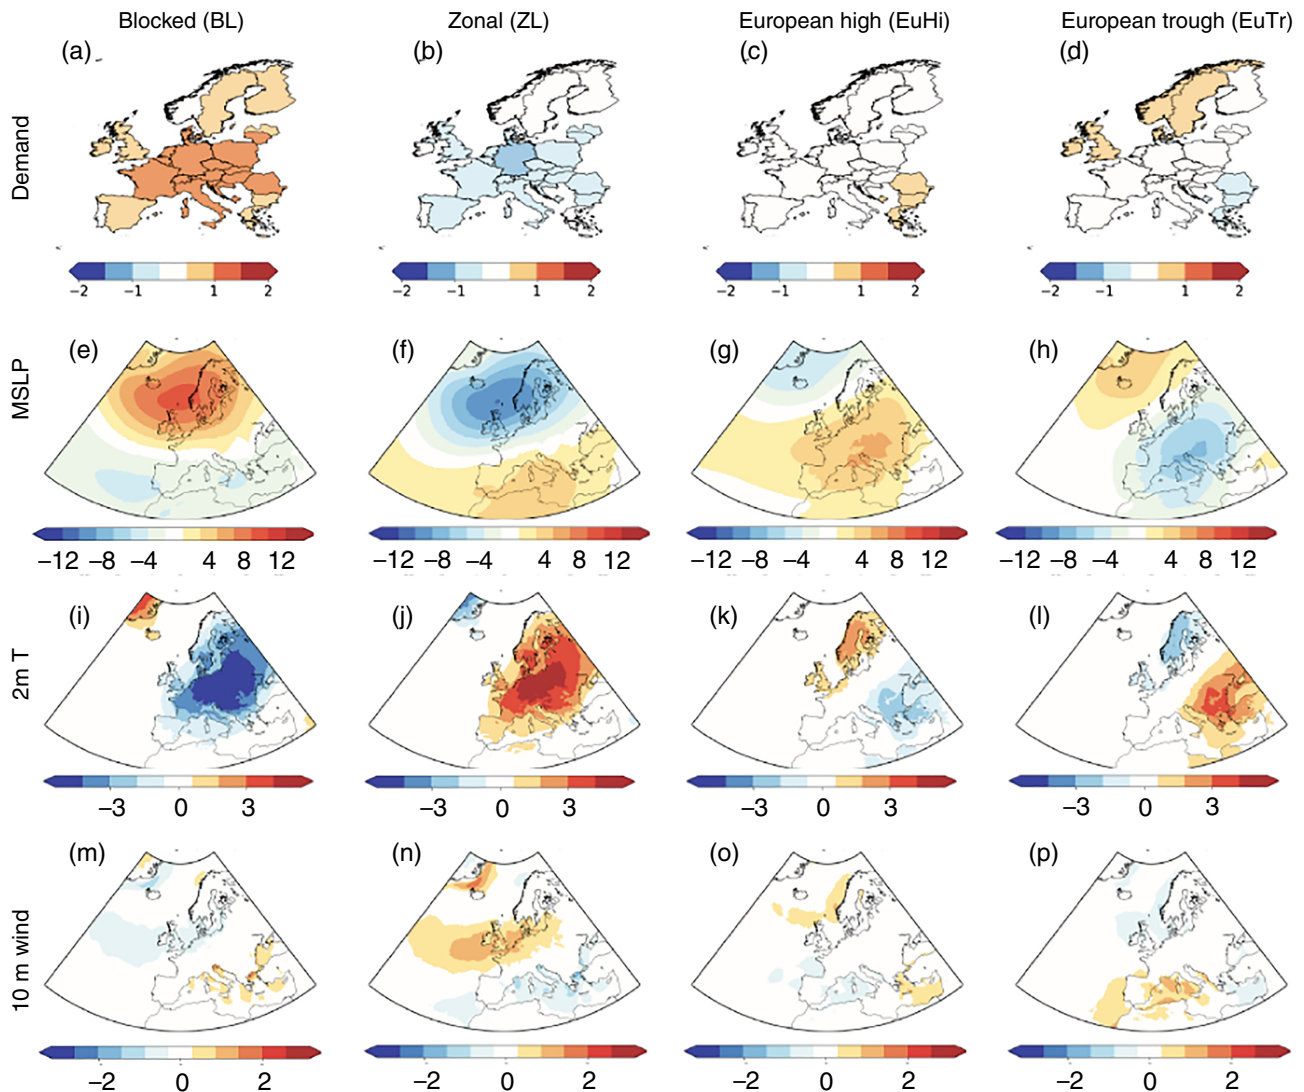 Blocked (BL) Zonal (ZL) European high (EuHi) European trough (EuTr)
(a) (b) (c) (d)
Demand
−2 −1 1 2 −2 −1 1 2 −2 −1 1 2 −2 −1 1 2
(e) (f) (g) (h)
MSLP
−12 −8 −4 4 8 12 −12 −8 −4 4 8 12 −12 −8 −4 4 8 12 −12 −8 −4 4 8 12
(i) (j) (k) (l)
2m T
−3 0 3 −3 0 3 −3 0 3 −3 0 3
(m) (n) (o) (p)
10 m wind
−2 0 2 −2 0 2 −2 0 2 −2 0 2